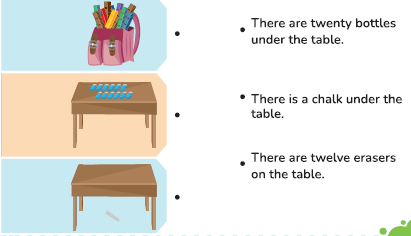 There are twenty bottles
under the table.
There is a chalk under the
table.
There are twelve erasers
on the table.